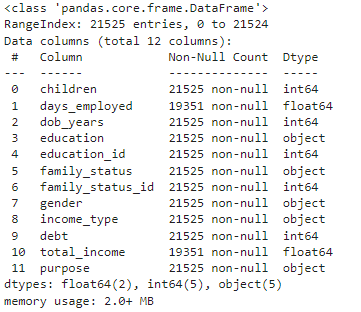 <class 'pandas.core.frame.DataFrame'>
RangeIndex: 21525 entries, 0 to 21524
Data columns (total 12 columns):
 #   Column            Non-Null Count  Dtype
---  ------            --------------  -----
 0   children          21525 non-null  int64
 1   days_employed     19351 non-null  float64
 2   dob_years         21525 non-null  int64
 3   education         21525 non-null  object
 4   education_id      21525 non-null  int64
 5   family_status     21525 non-null  object
 6   family_status_id  21525 non-null  int64
 7   gender            21525 non-null  object
 8   income_type       21525 non-null  object
 9   debt              21525 non-null  int64
 10  total_income      19351 non-null  float64
 11  purpose           21525 non-null  object
dtypes: float64(2), int64(5), object(5)
memory usage: 2.0+ MB